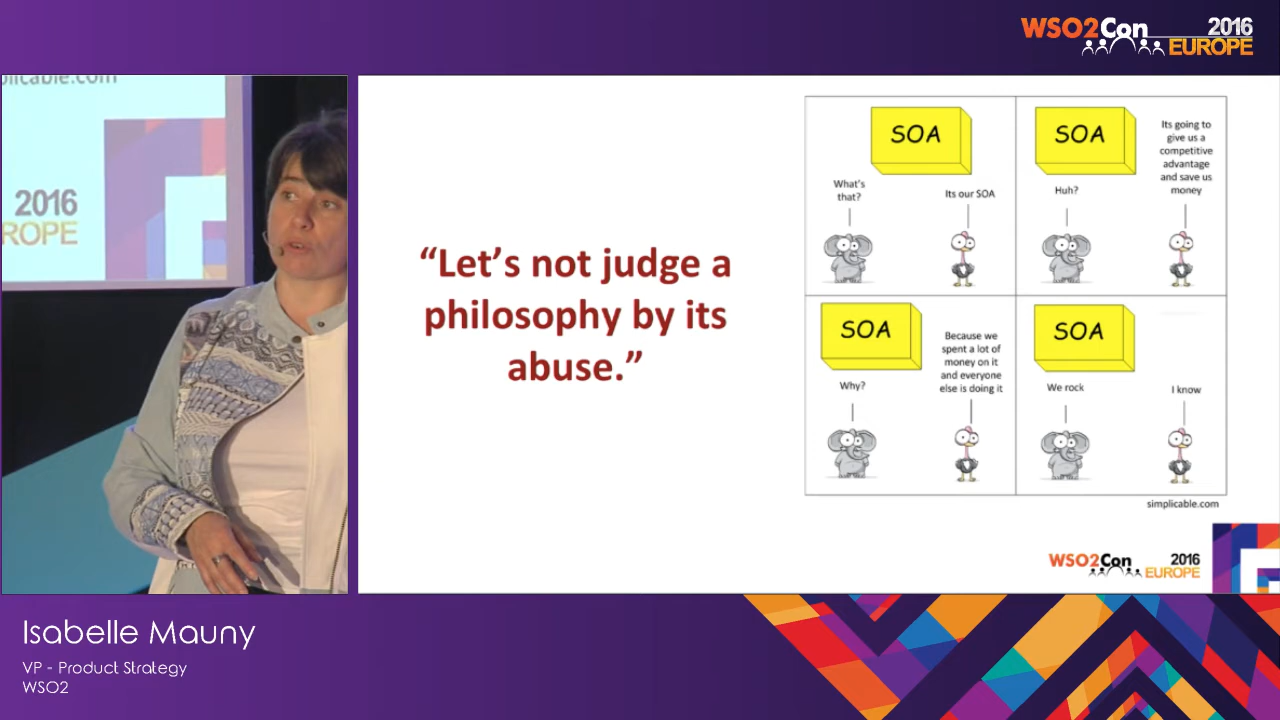 WSO2Con 2016
EUROPE
plicable.com
2016
ROPE
“Let’s not judge a
philosophy by its
abuse.”
SOA
What's
that?
Its our SOA
SOA
Huh?
Its going to
give us a
competitive
advantage
and save us
money
SOA
Why?
Because we
spent a lot of
money on it
and everyone
else is doing it
SOA
We rock
I know
simplicable.com
WSO2Con 2016
EUROPE
Isabelle Mauny
VP - Product Strategy
WSO2